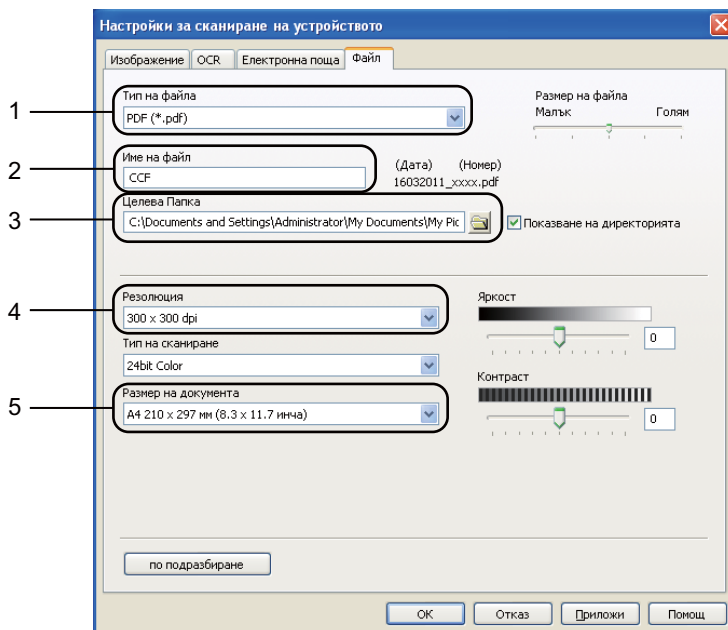 Настройки за сканиране на устройството
Изображение OCR Електронна поща Файл
1
Тип на файла
PDF (*.pdf)
Размер на файла
Малък Голям
2
Име на файл
CCF
(Дата) (Номер)
16032011_xxxx.pdf
3
Целева Папка
C:\Documents and Settings\Administrator\My Documents\My Pic
Показване на директорията
4
Резолюция
300 x 300 dpi
Тип на сканиране
24bit Color
5
Размер на документа
A4 210 x 297 мм (8.3 x 11.7 инча)
Яркост
0
Контраст
0
по подразбиране
OK Отказ Приложи Помощ